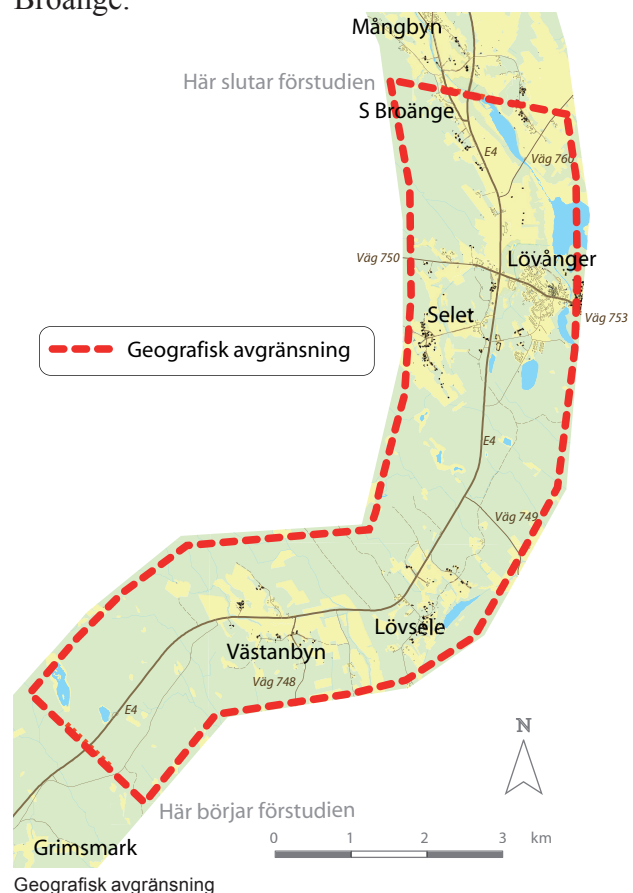 Broänge.
Mångbyn
Här slutar förstudien
S Broänge
E4
Väg 760
Väg 750
Lövånger
Selet
Väg 753
Geografisk avgränsning
E4
Väg 749
Lövsele
Västanbyn
Väg 748
E4
N
Här börjar förstudien
0 1 2 3 km
Grimsmark
Geografisk avgränsning